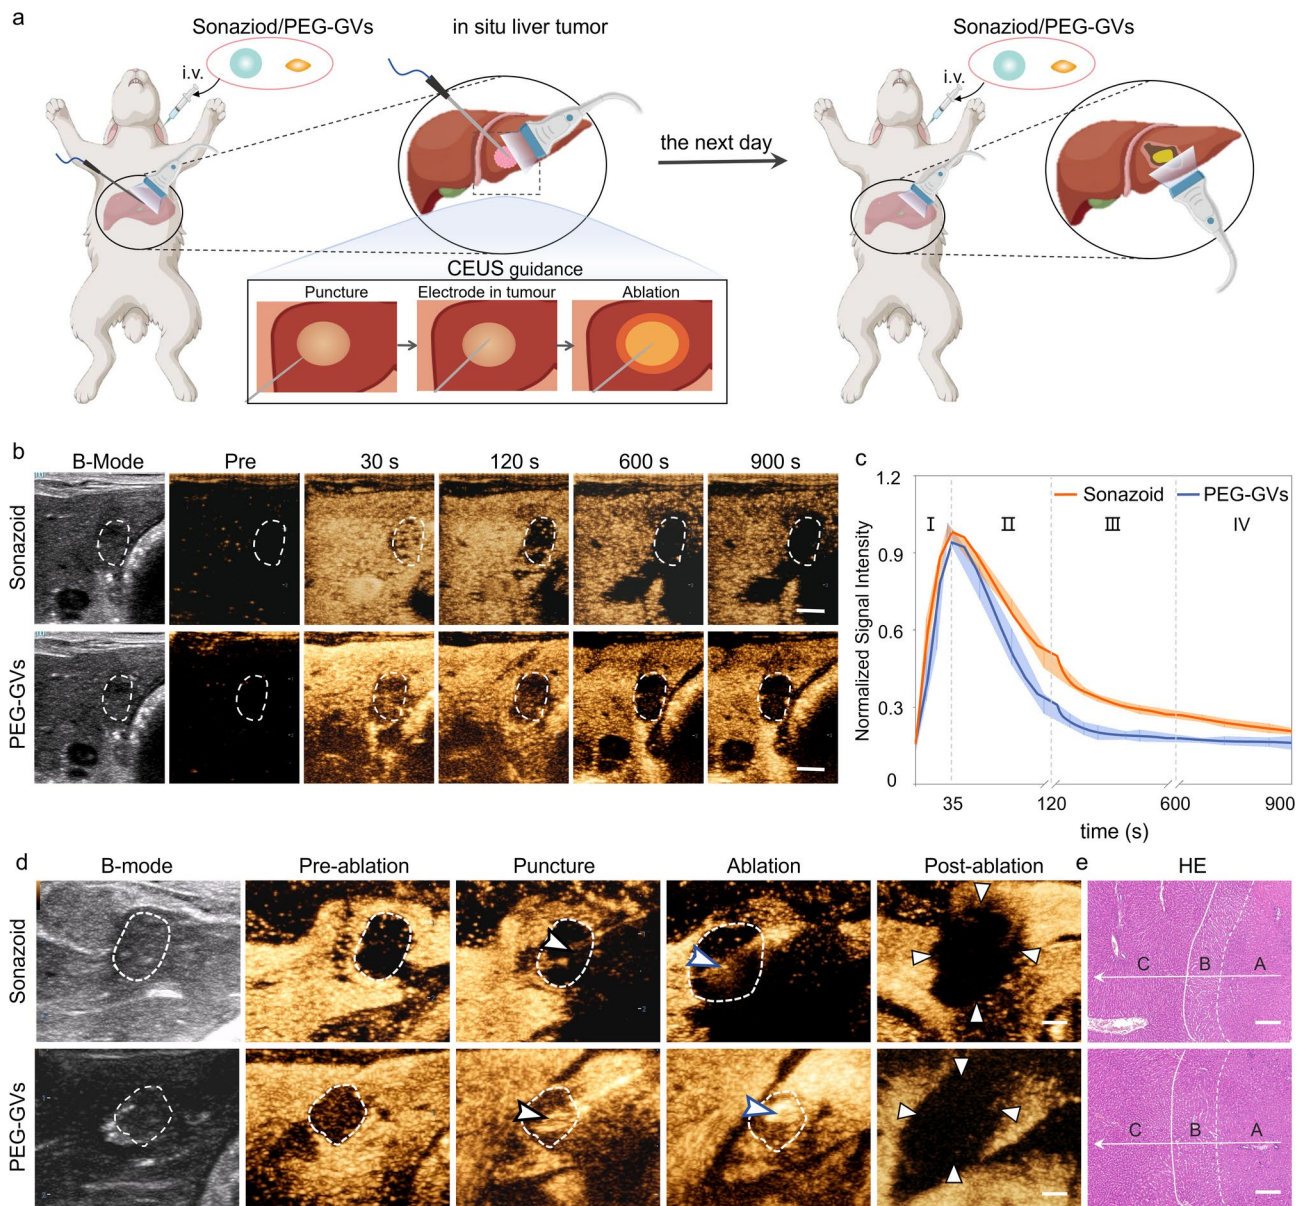 a
Sonaziod/PEG-GVs
i.v.
in situ liver tumor
the next day
Sonaziod/PEG-GVs
i.v.
CEUS guidance
Puncture Electrode in tumour Ablation
b
B-Mode Pre 30 s 120 s 600 s 900 s
Sonazoid
PEG-GVs
c
1.2
0.9
0.6
0.3
0
Normalized Signal Intensity
Sonazoid PEG-GVs
I II III IV
35 120 600 900
time (s)
d
B-mode Pre-ablation Puncture Ablation Post-ablation
Sonazoid
PEG-GVs
e
HE
C B A
C B A